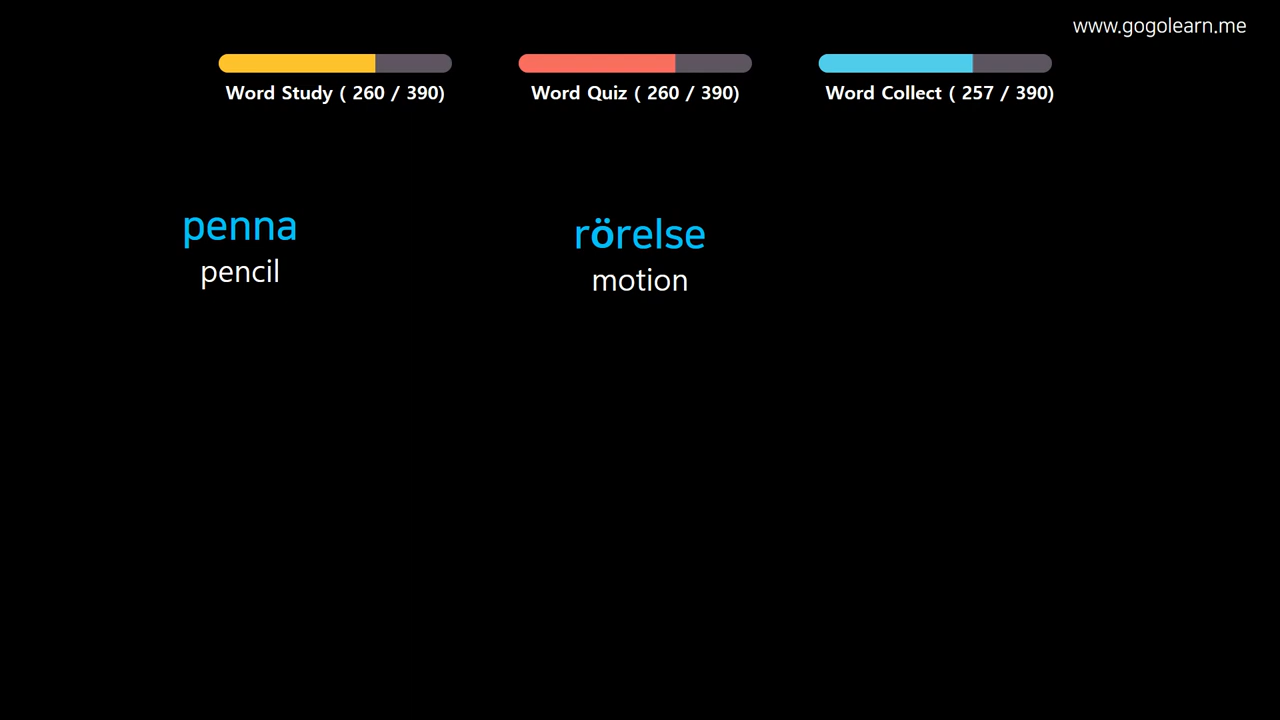 www.gogolearn.me
Word Study ( 260 / 390)
Word Quiz ( 260 / 390)
Word Collect ( 257 / 390)
penna
pencil
rörelse
motion